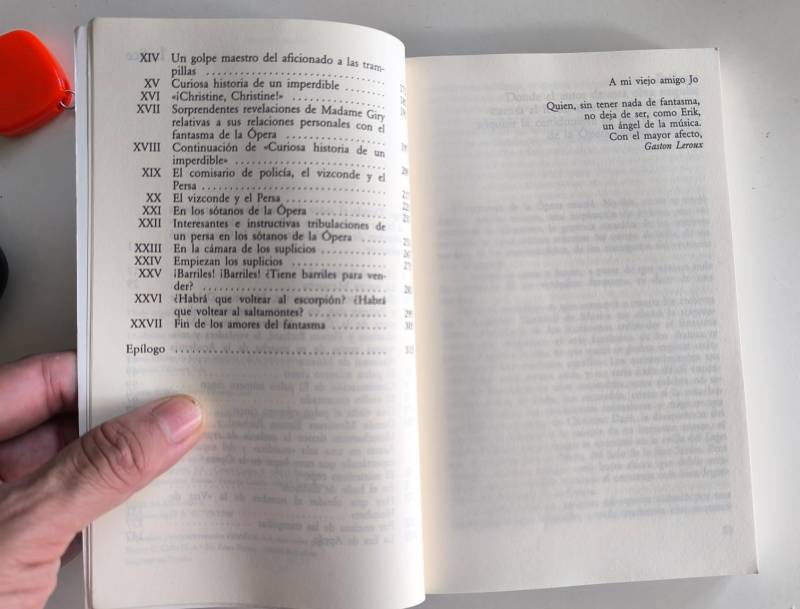 XIV Un golpe maestro del aficionado a las tram-
pillas ..............................
XV Curiosa historia de un imperdible ........
XVI «¡Christine, Christine!» .................
XVII Sorprendentes revelaciones de Madame Giry
relativas a sus relaciones personales con el
fantasma de la Ópera .................
XVIII Continuación de «Curiosa historia de un
imperdible» .........................
XIX El comisario de policía, el vizconde y el
Persa ..............................
XX El vizconde y el Persa .................
XXI En los sótanos de la Ópera .............
XXII Interesantes e instructivas tribulaciones de
un persa en los sótanos de la Ópera .....
XXIII En la cámara de los suplicios ...........
XXIV Empiezan los suplicios .................
XXV ¡Barriles! ¡Barriles! ¿Tiene barriles para ven-
der? ..............................
XXVI ¿Habrá que voltear al escorpión? ¿Habrá
que voltear al saltamontes? ............
XXVII Fin de los amores del fantasma .........
Epílogo ..................................
A mi viejo amigo Jo
Quien, sin tener nada de fantasma,
no deja de ser, como Erik,
un ángel de la música.
Con el mayor afecto,
Gaston Leroux